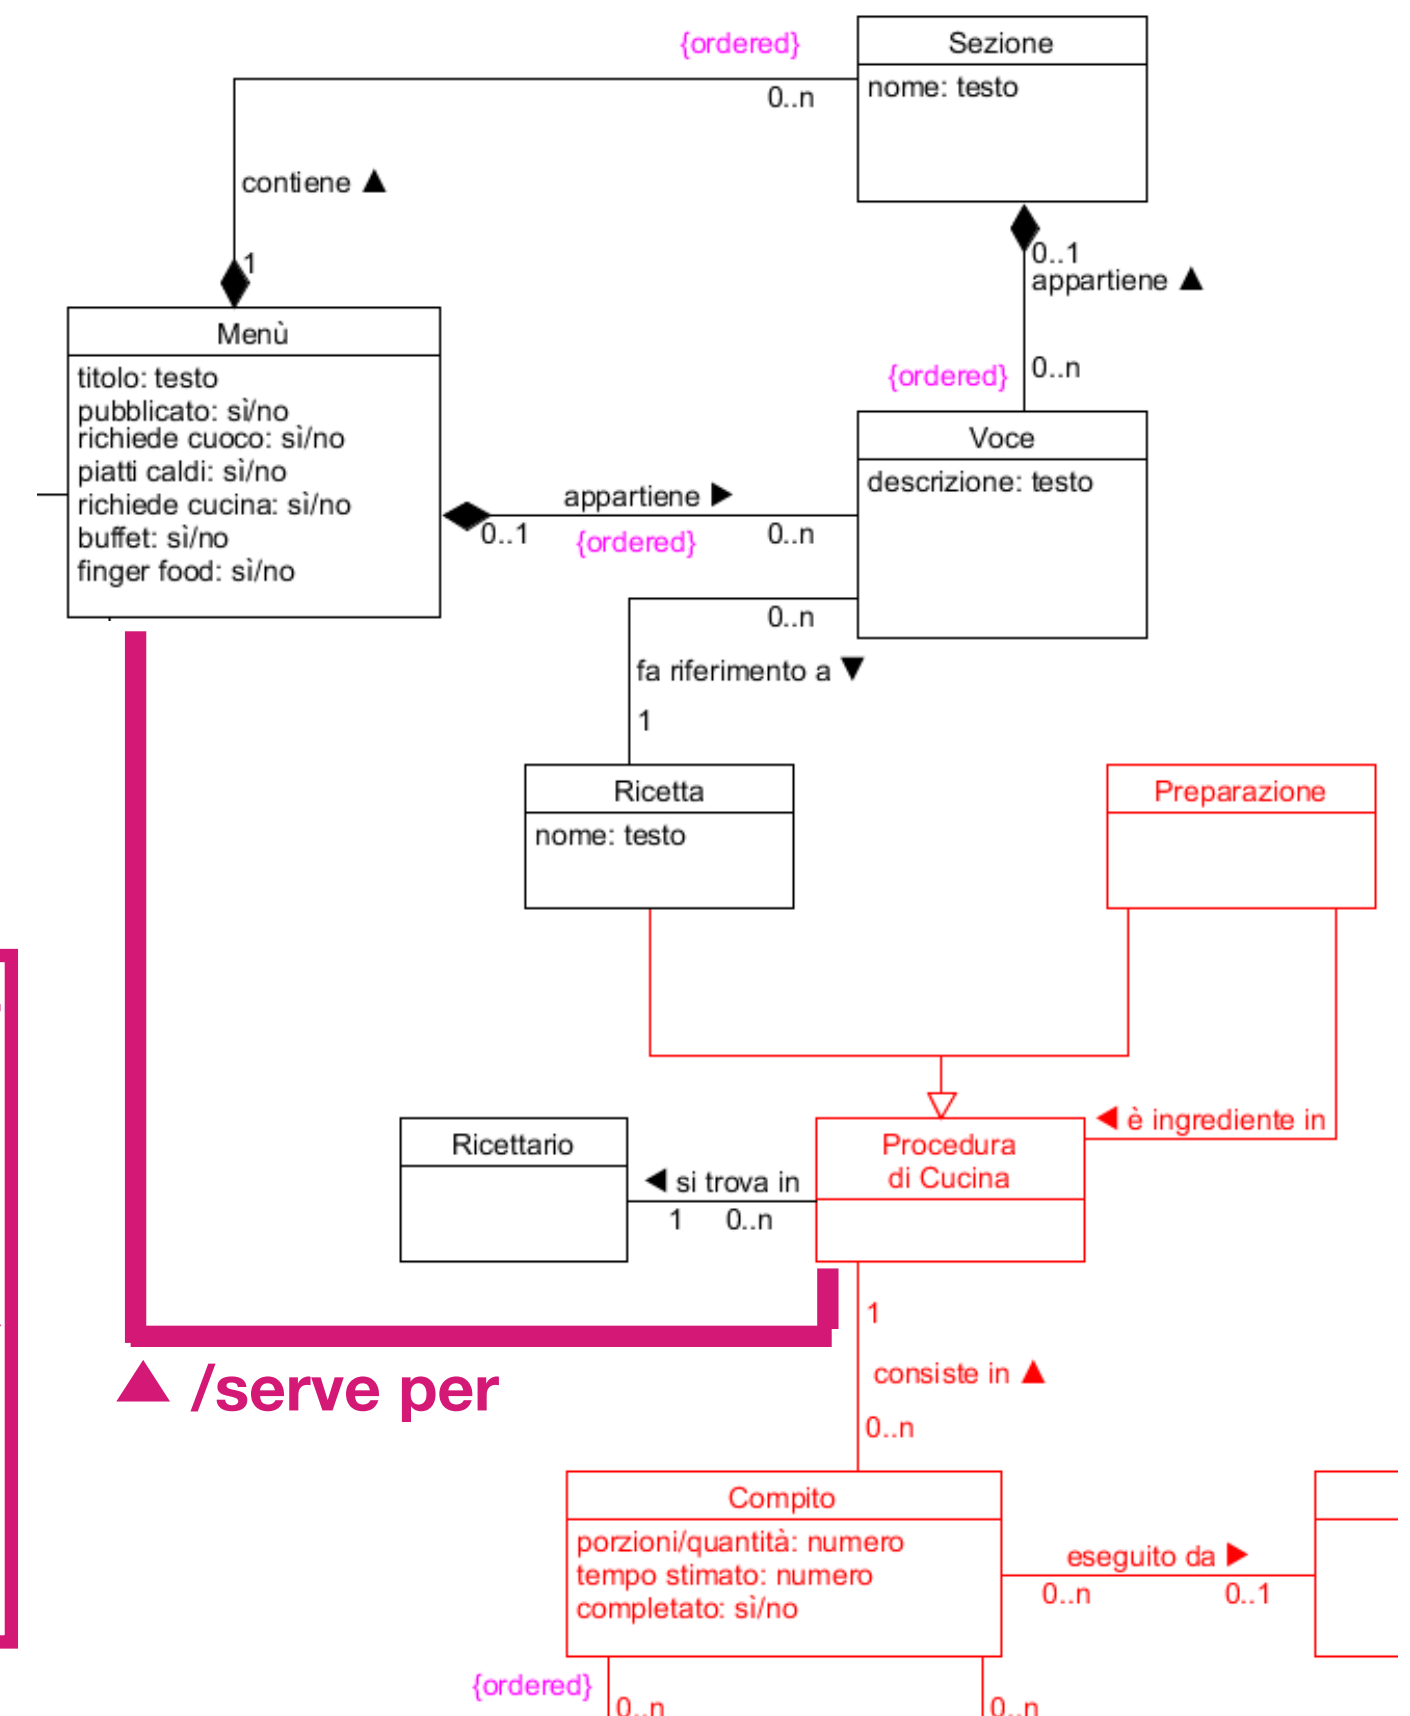 {ordered}
Sezione
0..n
nome: testo
contiene ▲
1
0..1
appartiene ▲
Menù
{ordered}
0..n
titolo: testo
pubblicato: sì/no
richiede cuoco: sì/no
piatti caldi: sì/no
richiede cucina: sì/no
buffet: sì/no
finger food: sì/no
Voce
descrizione: testo
appartiene ▶
0..1
{ordered}
0..n
0..n
fa riferimento a ▼
1
Ricetta
nome: testo
Preparazione
Ricettario
◀ si trova in
1
0..n
Procedura
di Cucina
◀ è ingrediente in
1
consiste in ▲
0..n
▲ /serve per
Compito
porzioni/quantità: numero
tempo stimato: numero
completato: sì/no
eseguito da ▶
0..n
0..1
{ordered}
0..n
0..n